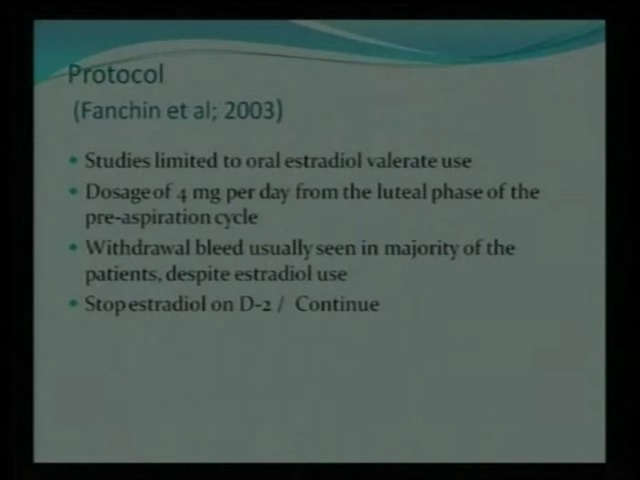 Protocol
(Fanchin et al; 2003)
• Studies limited to oral estradiol valerate use
• Dosage of 4 mg per day from the luteal phase of the
pre-aspiration cycle
• Withdrawal bleed usually seen in majority of the
patients, despite estradiol use
• Stop estradiol on D-2 / Continue